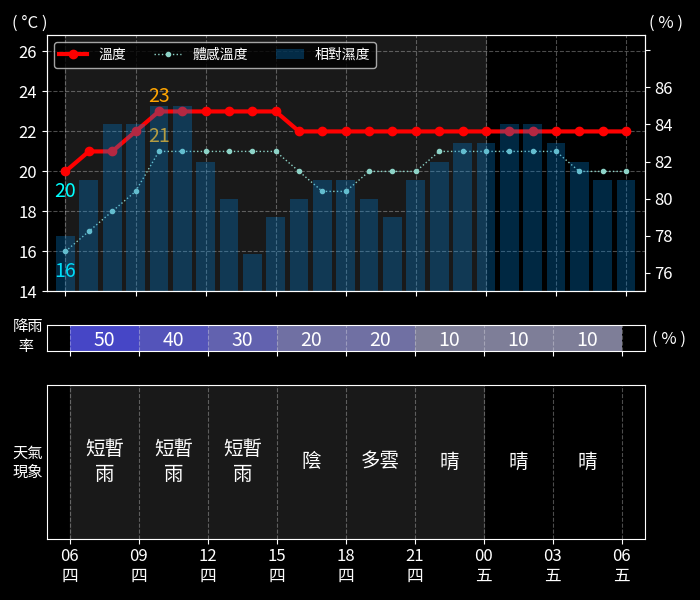 ( °C )
( % )
溫度
體感溫度
相對濕度
26
24
22
20
18
16
14
86
84
82
80
78
76
23
21
20
16
降雨
率
50
40
30
20
20
10
10
10
( % )
天氣
現象
短暫
雨
短暫
雨
短暫
雨
陰
多雲
晴
晴
晴
06
四
09
四
12
四
15
四
18
四
21
四
00
五
03
五
06
五